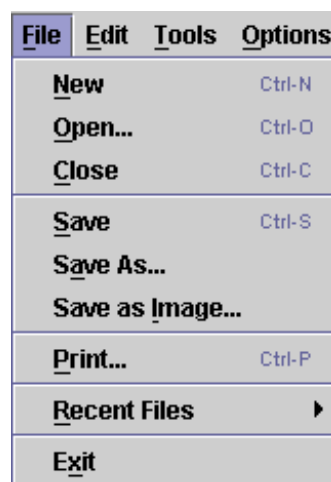 File Edit Tools Options
New Ctrl-N
Open... Ctrl-O
Close Ctrl-C
Save Ctrl-S
Save As...
Save as Image...
Print... Ctrl-P
Recent Files
Exit